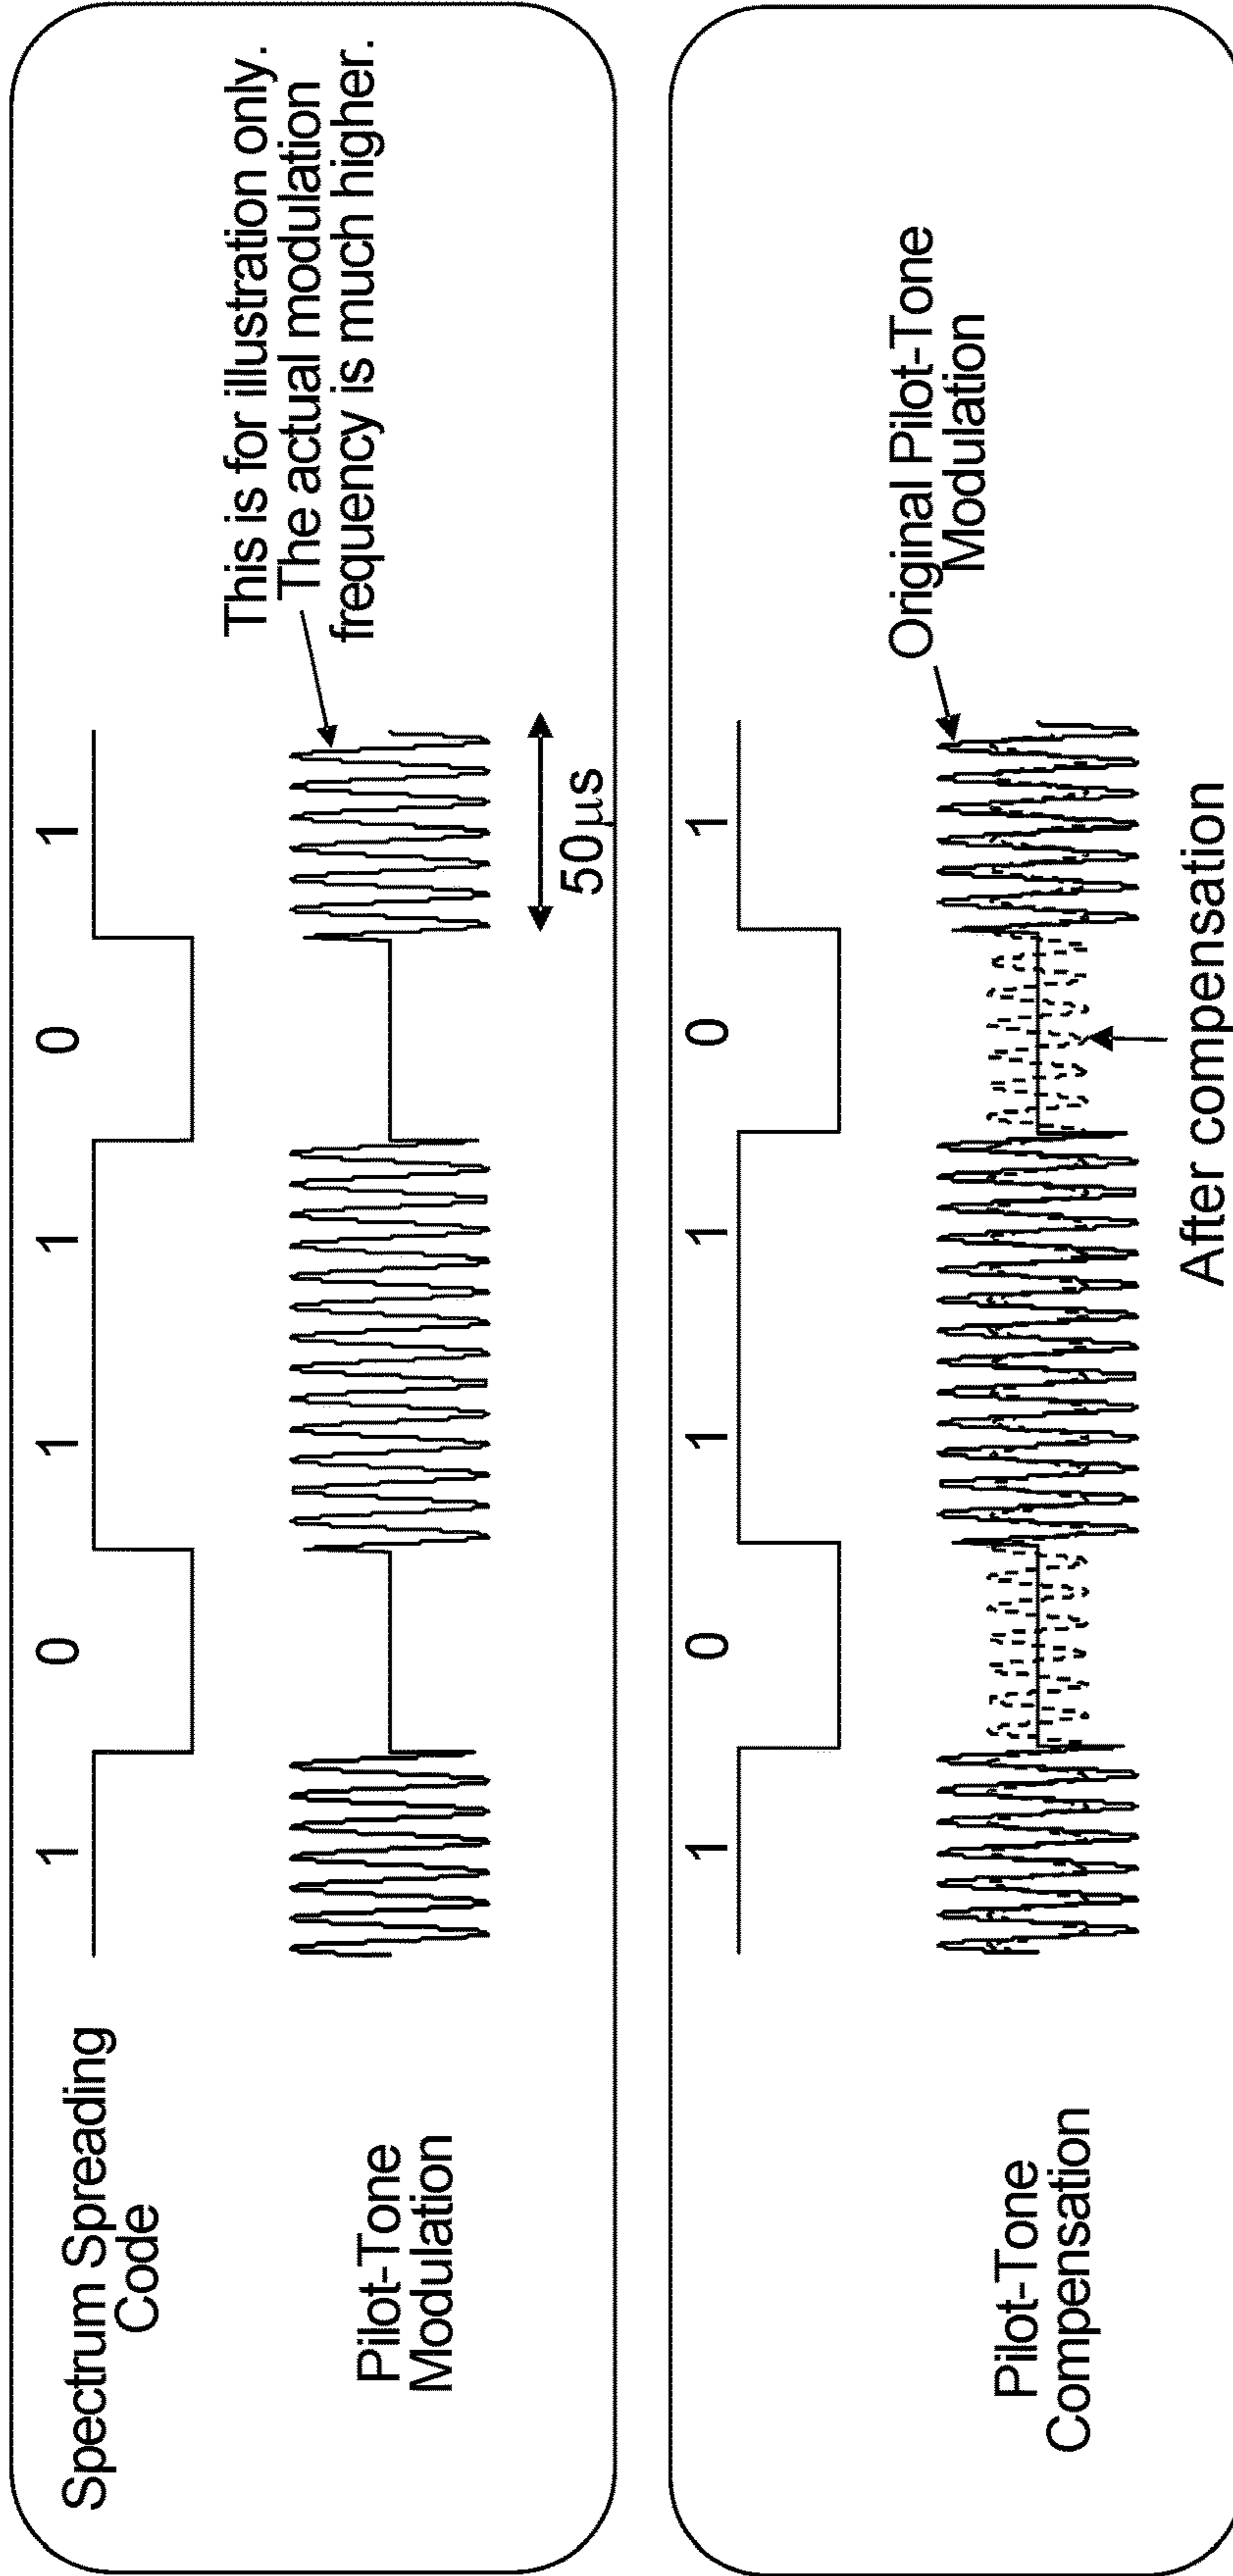 Spectrum Spreading
Code
1 0 1 1 0 1
Pilot-Tone
Modulation
This is for illustration only.
The actual modulation
frequency is much higher.
50μs
1 0 1 1 0 1
Pilot-Tone
Compensation
Original Pilot-Tone
Modulation
After compensation